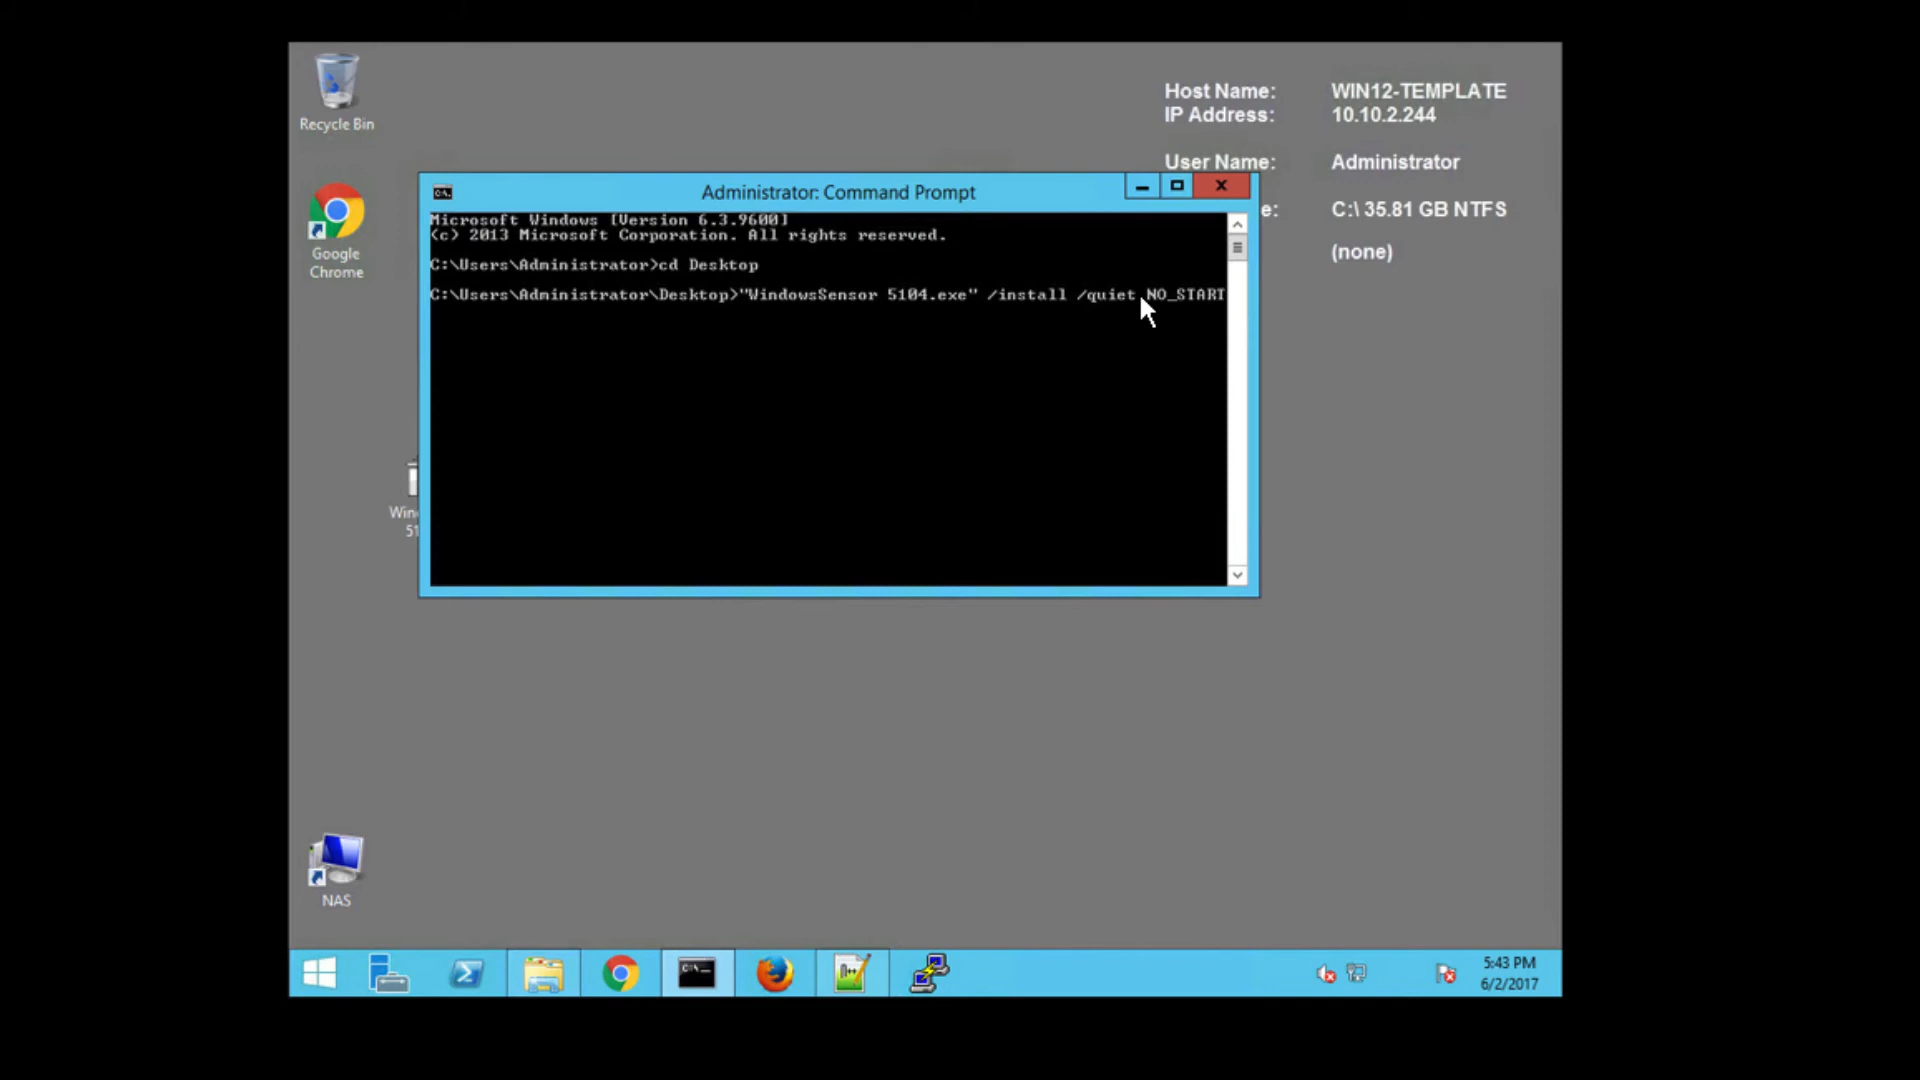 Recycle Bin
Google
Chrome
Host Name: WIN12-TEMPLATE
IP Address: 10.10.2.244
User Name: Administrator
e: C:\ 35.81 GB NTFS
(none)
Administrator: Command Prompt
Microsoft Windows [Version 6.3.9600]
(c) 2013 Microsoft Corporation. All rights reserved.
C:\Users\Administrator>cd Desktop
C:\Users\Administrator\Desktop>"WindowsSensor 5104.exe" /install /quiet NO_START
Win
51
NAS
5:43 PM
6/2/2017